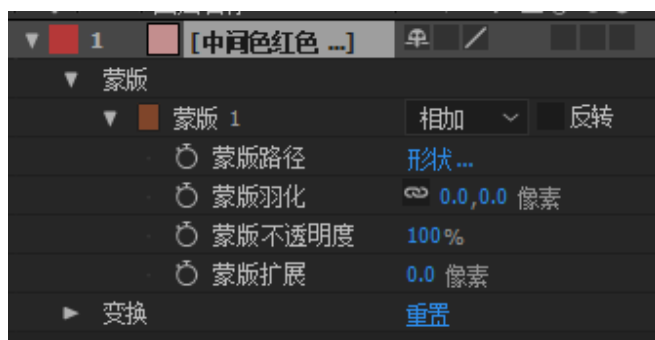 1 [中间色红色 ...]
蒙版
蒙版 1 相加 反转
蒙版路径 形状...
蒙版羽化 0.0,0.0 像素
蒙版不透明度 100%
蒙版扩展 0.0 像素
变换 重置